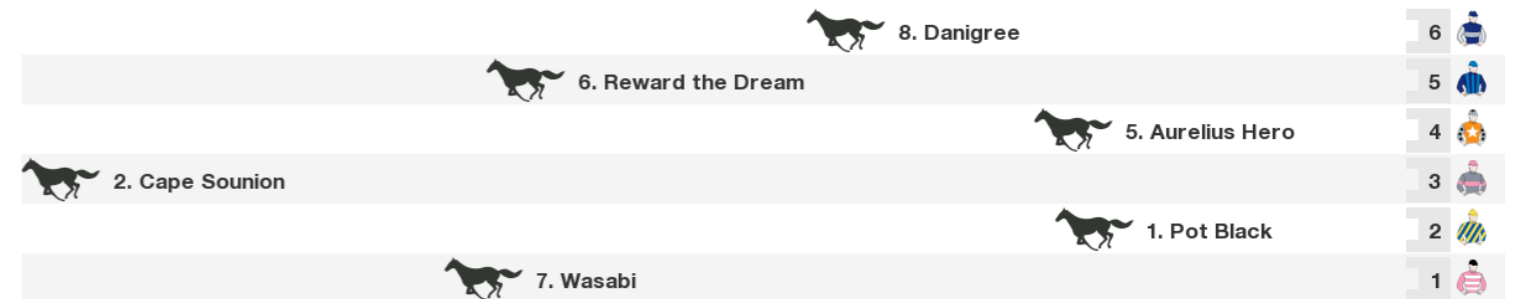 8. Danigree 6
6. Reward the Dream 5
5. Aurelius Hero 4
2. Cape Sounion 3
1. Pot Black 2
7. Wasabi 1